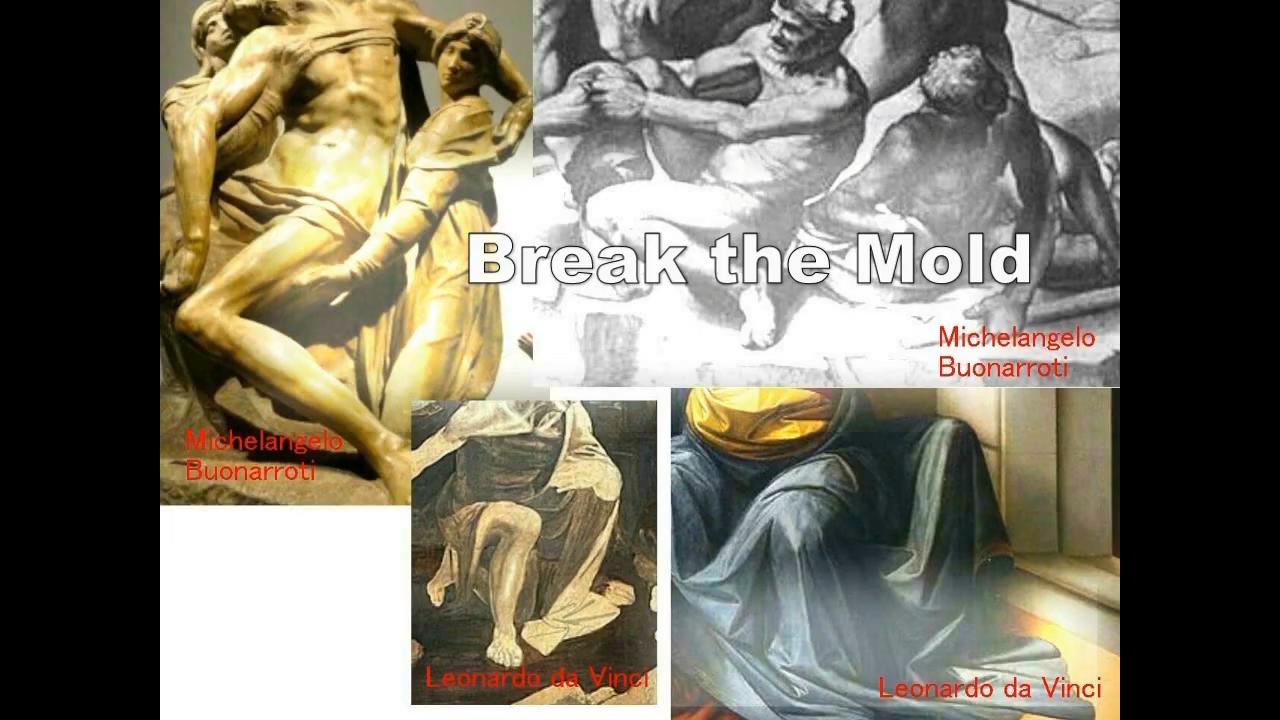 Break the Mold
Michelangelo
Buonarroti
Michelangelo
Buonarroti
Leonardo da Vinci
Leonardo da Vinci